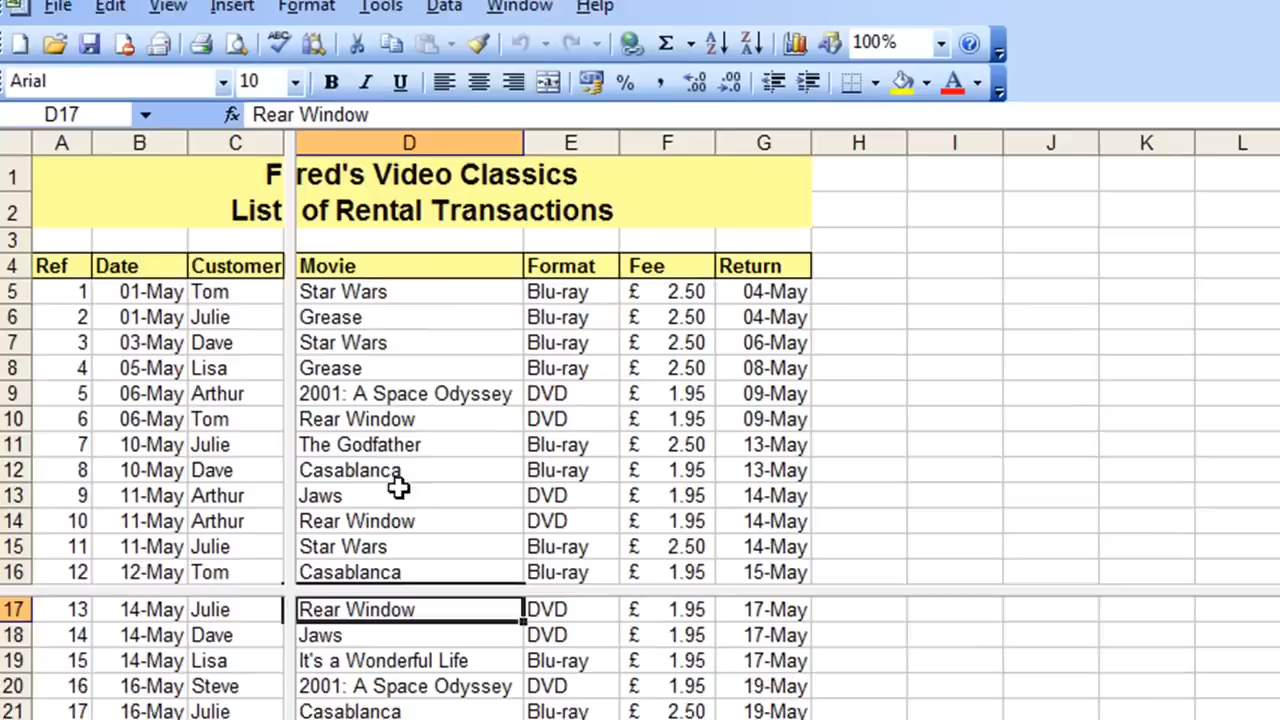 File Edit View Insert Format Tools Data Window Help
Σ A Z Z A 100% ?
Arial 10 B I U % , A
D17 fx Rear Window
A B C D E F G H I J K L
1 Fred's Video Classics
2 List of Rental Transactions
3
4 Ref Date Customer Movie Format Fee Return
5 1 01-May Tom Star Wars Blu-ray £ 2.50 04-May
6 2 01-May Julie Grease Blu-ray £ 2.50 04-May
7 3 03-May Dave Star Wars Blu-ray £ 2.50 06-May
8 4 05-May Lisa Grease Blu-ray £ 2.50 08-May
9 5 06-May Arthur 2001: A Space Odyssey DVD £ 1.95 09-May
10 6 06-May Tom Rear Window DVD £ 1.95 09-May
11 7 10-May Julie The Godfather Blu-ray £ 2.50 13-May
12 8 10-May Dave Casablanca Blu-ray £ 1.95 13-May
13 9 11-May Arthur Jaws DVD £ 1.95 14-May
14 10 11-May Arthur Rear Window DVD £ 1.95 14-May
15 11 11-May Julie Star Wars Blu-ray £ 2.50 14-May
16 12 12-May Tom Casablanca Blu-ray £ 1.95 15-May
17 13 14-May Julie Rear Window DVD £ 1.95 17-May
18 14 14-May Dave Jaws DVD £ 1.95 17-May
19 15 14-May Lisa It's a Wonderful Life Blu-ray £ 1.95 17-May
20 16 16-May Steve 2001: A Space Odyssey DVD £ 1.95 19-May
21 17 16-May Julie Casablanca Blu-ray £ 2.50 19-May